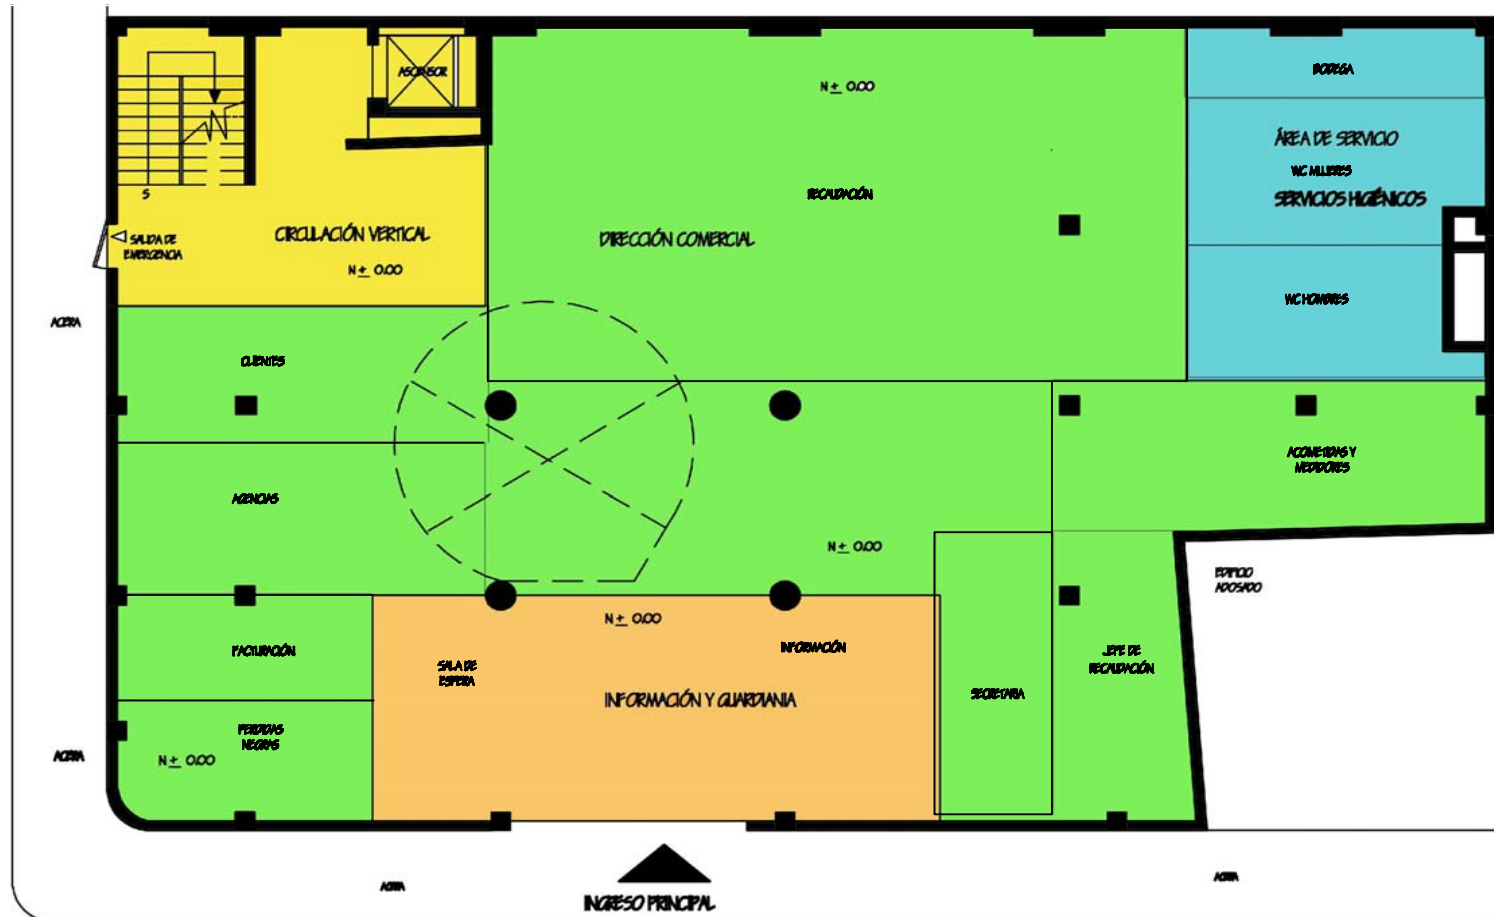 ASCENSOR
N ± 0.00
BODEGA
ÁREA DE SERVICIO
WC MUJERES
SERVICIOS HIGIÉNICOS
RECAUDACIÓN
S
SALIDA DE
EMERGENCIA
CIRCULACIÓN VERTICAL
N ± 0.00
DIRECCIÓN COMERCIAL
WC HOMBRES
ACERA
CLIENTES
ACOMETIDAS Y
MEDIDORES
AGENCIAS
N ± 0.00
EDIFICIO
ADOSADO
N ± 0.00
FACTURACIÓN
SALA DE
ESPERA
INFORMACIÓN
JEFE DE
RECAUDACIÓN
INFORMACIÓN Y GUARDIANIA
SECRETARIA
PERDIDAS
NEGRAS
N ± 0.00
ACERA
ACERA
INGRESO PRINCIPAL
ACERA